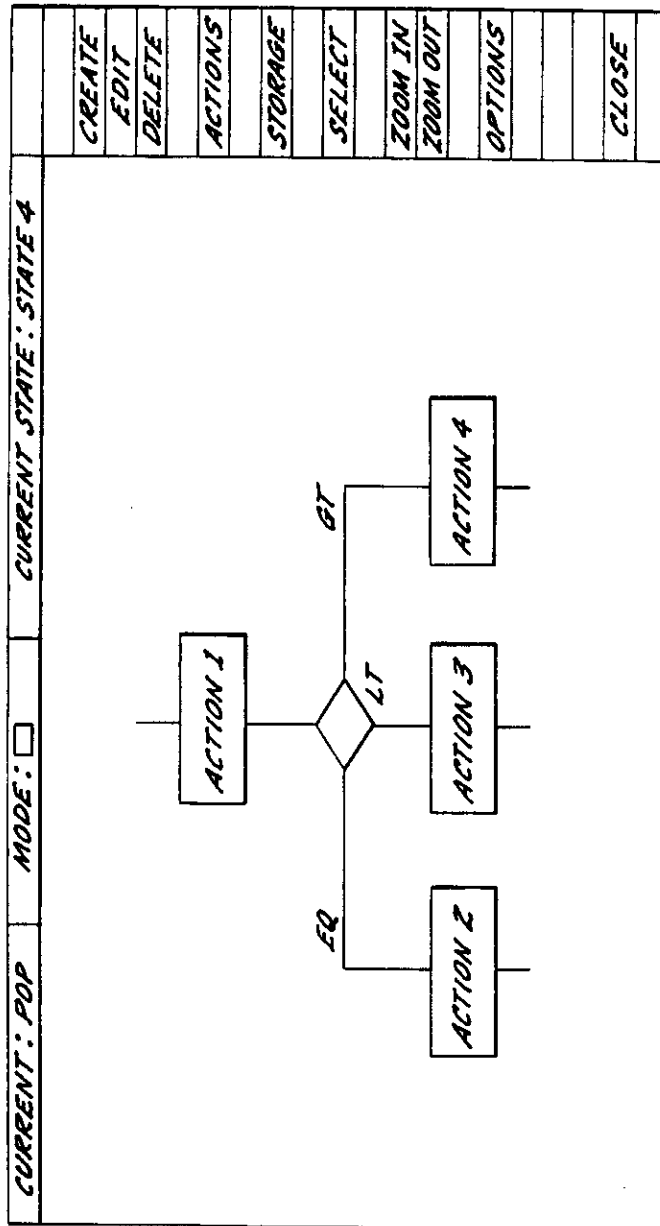 CURRENT: POP
MODE:
CURRENT STATE: STATE 4
ACTION 1
EQ
LT
GT
ACTION 2
ACTION 3
ACTION 4
CREATE
EDIT
DELETE
ACTIONS
STORAGE
SELECT
ZOOM IN
ZOOM OUT
OPTIONS
CLOSE